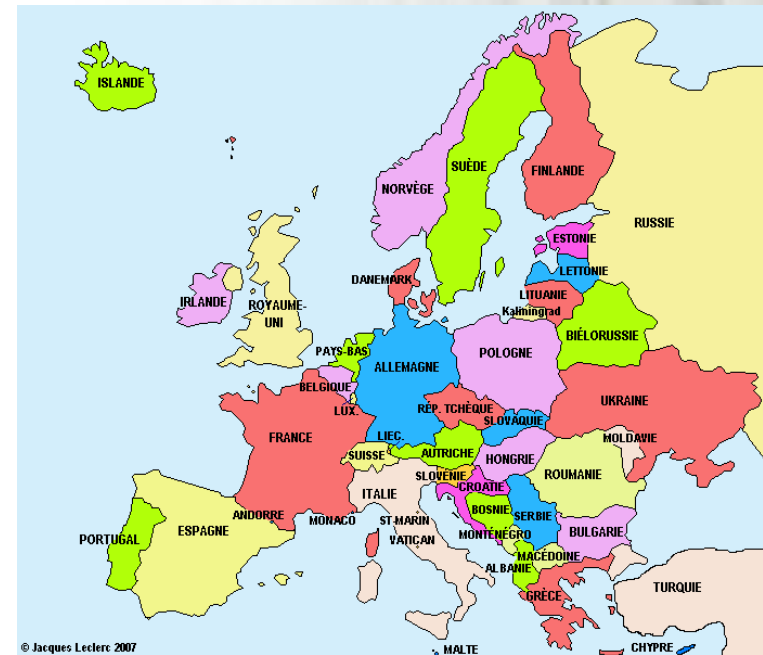 ISLANDE
SUÈDE
FINLANDE
NORVÈGE
RUSSIE
ESTONIE
LETTONIE
DANEMARK
LITUANIE
IRLANDE
ROYAUME-
UNI
Kaliningrad
BIÉLORUSSIE
PAYS-BAS
POLOGNE
ALLEMAGNE
BELGIQUE
UKRAINE
LUX.
RÉP. TCHÈQUE
SLOVAQUIE
FRANCE
LIEC.
MOLDAVIE
SUISSE
AUTRICHE
HONGRIE
ROUMANIE
SLOVÉNIE
CROATIE
ITALIE
BOSNIE
SERBIE
ANDORRE
MONACO
ST-MARIN
ESPAGNE
BULGARIE
MONTÉNÉGRO
PORTUGAL
VATICAN
MACÉDOINE
ALBANIE
TURQUIE
GRÈCE
© Jacques Leclerc 2007
MALTE
CHYPRE